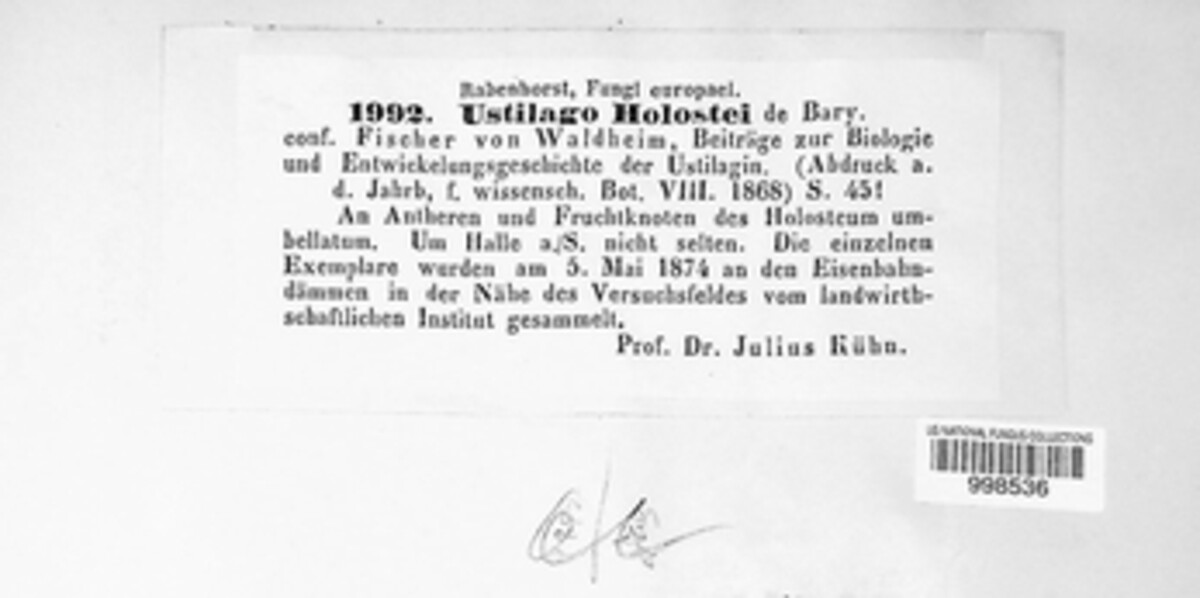 Rabenhorst, Fungi europaei.
1992. Ustilago Holostei de Bary.
conf. Fischer von Waldheim, Beiträge zur Biologie
und Entwickelungsgeschichte der Ustilagin. (Abdruck a.
d. Jahrb, f. wissensch. Bot. VIII. 1868) S. 45!
An Antheren und Fruchtknoten des Holosteum um-
bellatum. Um Halle a/S. nicht selten. Die einzelnen
Exemplare wurden am 5. Mai 1874 an den Eisenbahn-
dämmen in der Nähe des Versuchsfeldes vom landwirth-
schaftlichen Institut gesammelt.
Prof. Dr. Julius Kühn.
US NATIONAL FUNGUS COLLECTIONS
998536